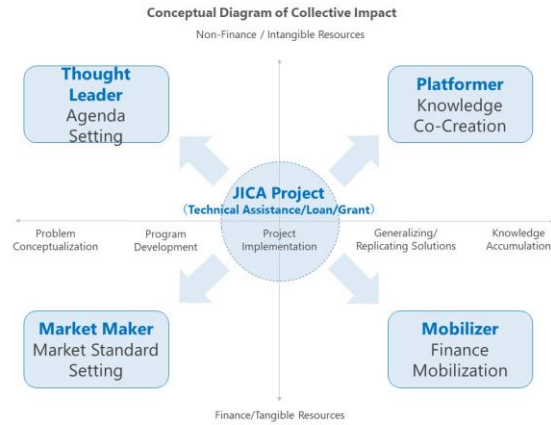 Conceptual Diagram of Collective Impact
Non-Finance / Intangible Resources
Thought
Leader
Agenda
Setting
Platformer
Knowledge
Co-Creation
JICA Project
(Technical Assistance/Loan/Grant)
Problem
Conceptualization
Program
Development
Project
Implementation
Generalizing/
Replicating Solutions
Knowledge
Accumulation
Market Maker
Market Standard
Setting
Mobilizer
Finance
Mobilization
Finance/Tangible Resources